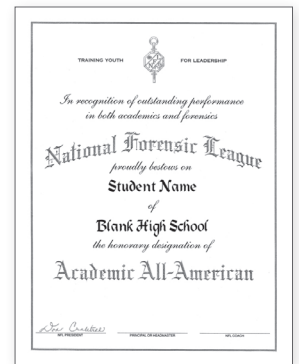 TRAINING YOUTH FOR LEADERSHIP
In recognition of outstanding performance
in both academics and forensics
National Forensic League
proudly bestows on
Student Name
of
Blank High School
the honorary designation of
Academic All-American
NFL PRESIDENT PRINCIPAL OR HEADMASTER NFL COACH